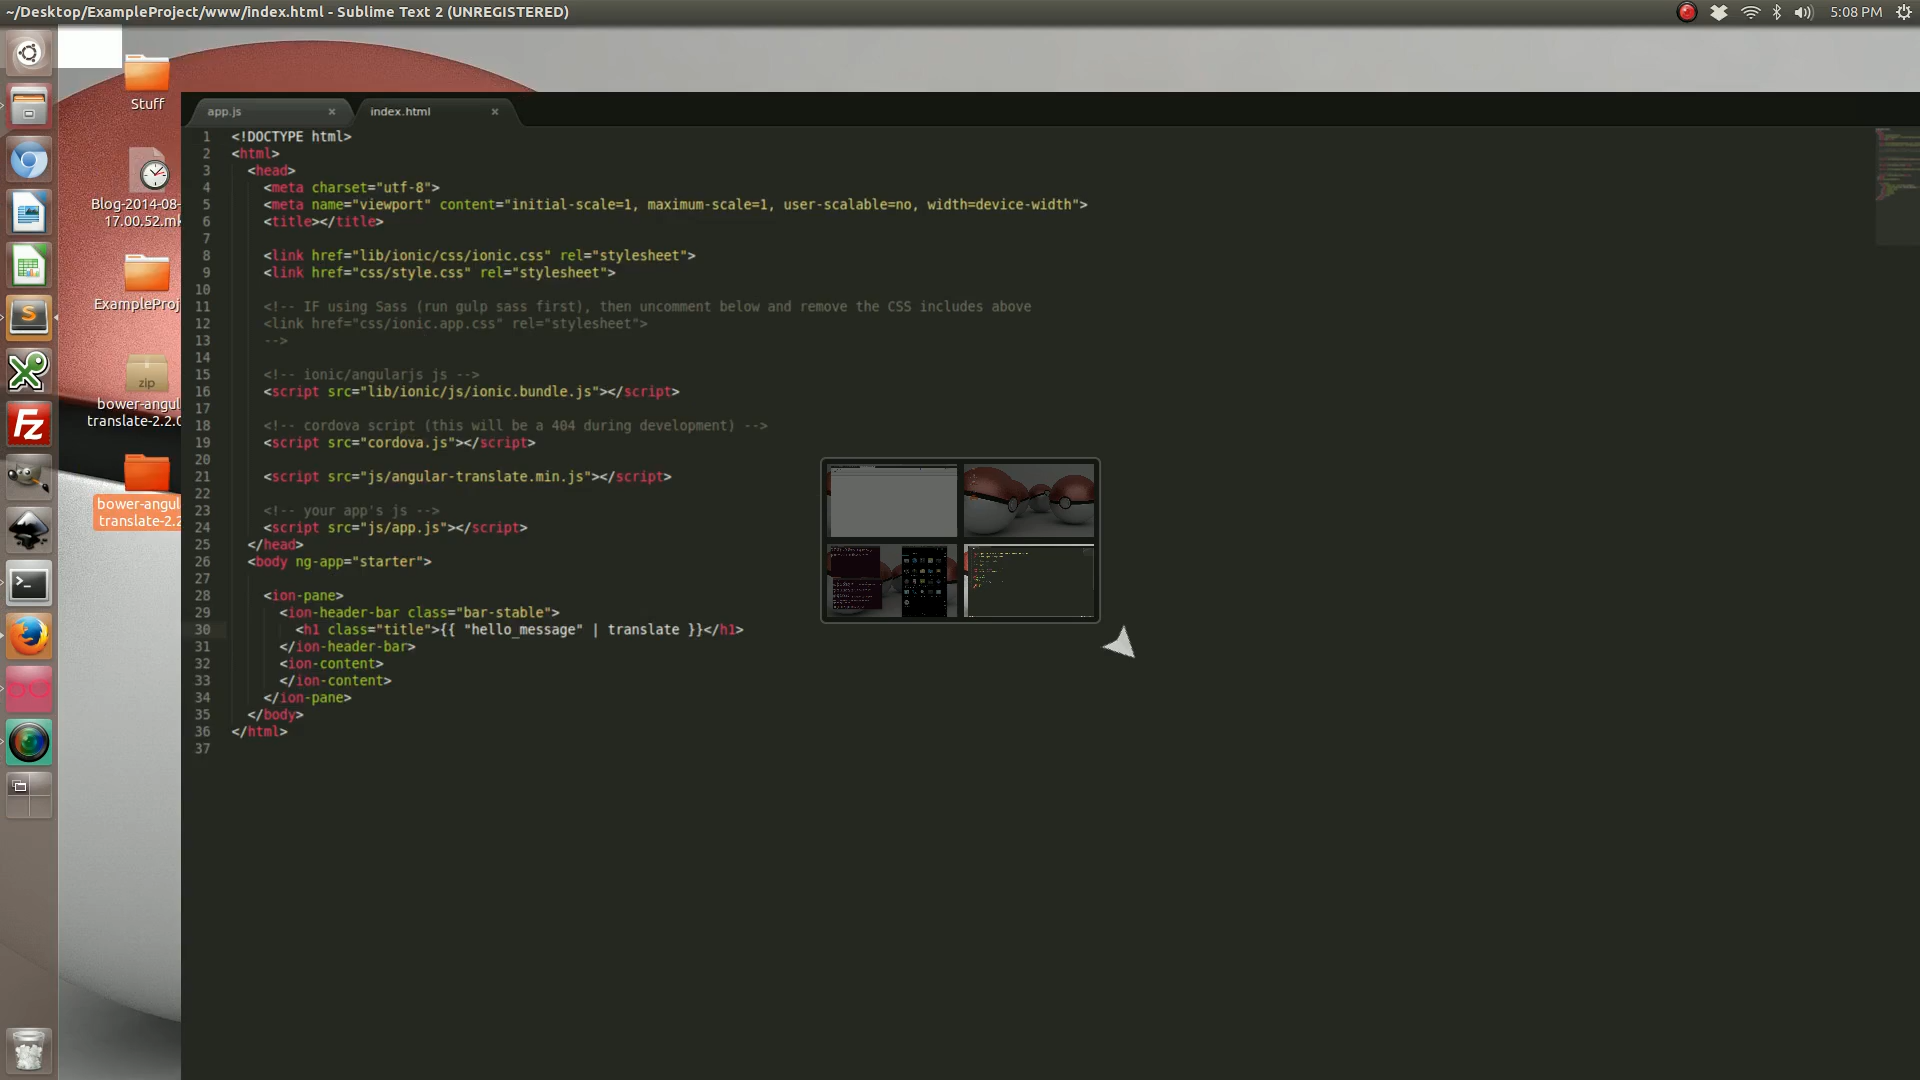 ~/Desktop/ExampleProject/www/index.html - Sublime Text 2 (UNREGISTERED)
5:08 PM
Stuff
Blog-2014-08-
17.00.52.mk
ExampleProj
zip
bower-angul
translate-2.2.0
bower-angul
translate-2.2
app.js
index.html
1 <!DOCTYPE html>
2 <html>
3 <head>
4 <meta charset="utf-8">
5 <meta name="viewport" content="initial-scale=1, maximum-scale=1, user-scalable=no, width=device-width">
6 <title></title>
7
8 <link href="lib/ionic/css/ionic.css" rel="stylesheet">
9 <link href="css/style.css" rel="stylesheet">
10
11 <!-- IF using Sass (run gulp sass first), then uncomment below and remove the CSS includes above
12 <link href="css/ionic.app.css" rel="stylesheet">
13 -->
14
15 <!-- ionic/angularjs js -->
16 <script src="lib/ionic/js/ionic.bundle.js"></script>
17
18 <!-- cordova script (this will be a 404 during development) -->
19 <script src="cordova.js"></script>
20
21 <script src="js/angular-translate.min.js"></script>
22
23 <!-- your app's js -->
24 <script src="js/app.js"></script>
25 </head>
26 <body ng-app="starter">
27
28 <ion-pane>
29 <ion-header-bar class="bar-stable">
30 <h1 class="title">{{ "hello_message" | translate }}</h1>
31 </ion-header-bar>
32 <ion-content>
33 </ion-content>
34 </ion-pane>
35 </body>
36 </html>
37